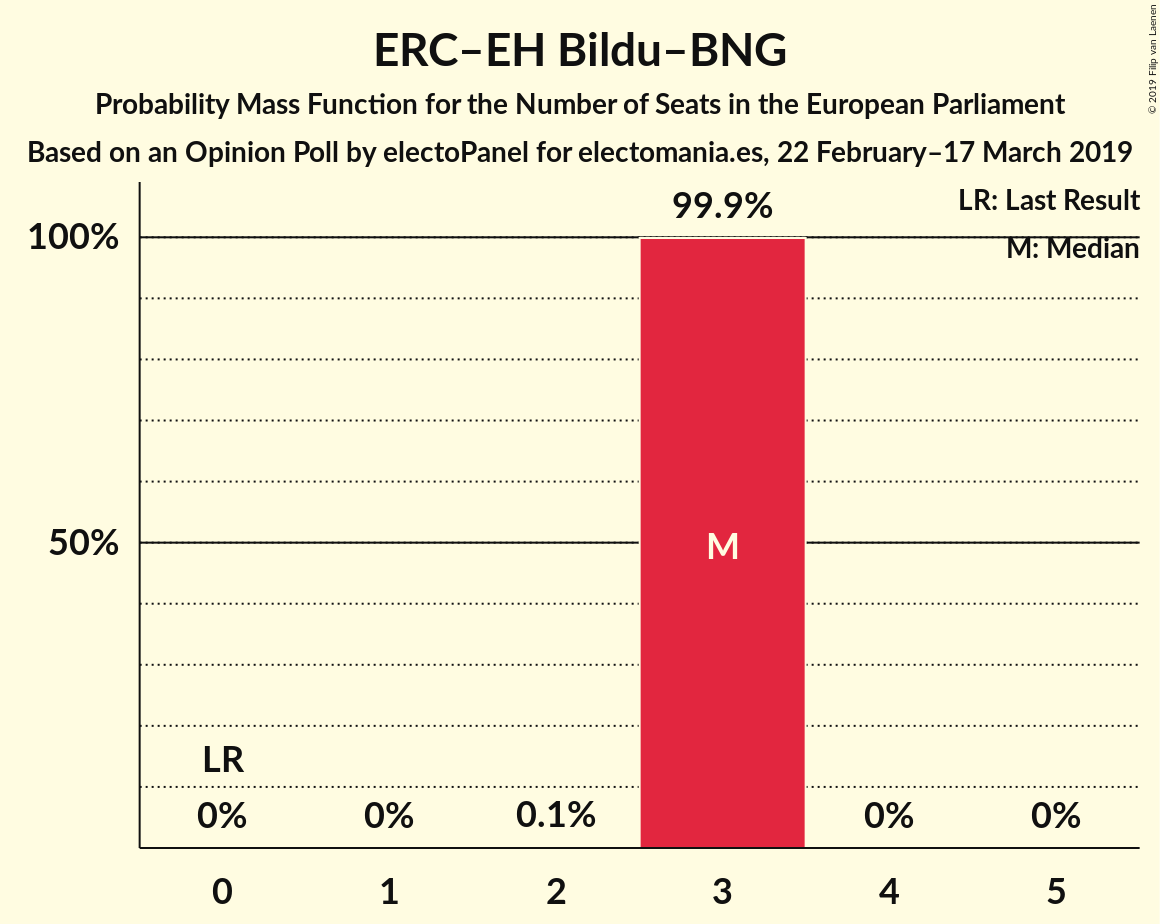 ERC–EH Bildu–BNG
Probability Mass Function for the Number of Seats in the European Parliament
Based on an Opinion Poll by electoPanel for electomania.es, 22 February–17 March 2019
© 2019 Filip van Laenen
LR: Last Result
M: Median
99.9%
100%
50%
M
LR
0% 0% 0.1% 0% 0%
0 1 2 3 4 5